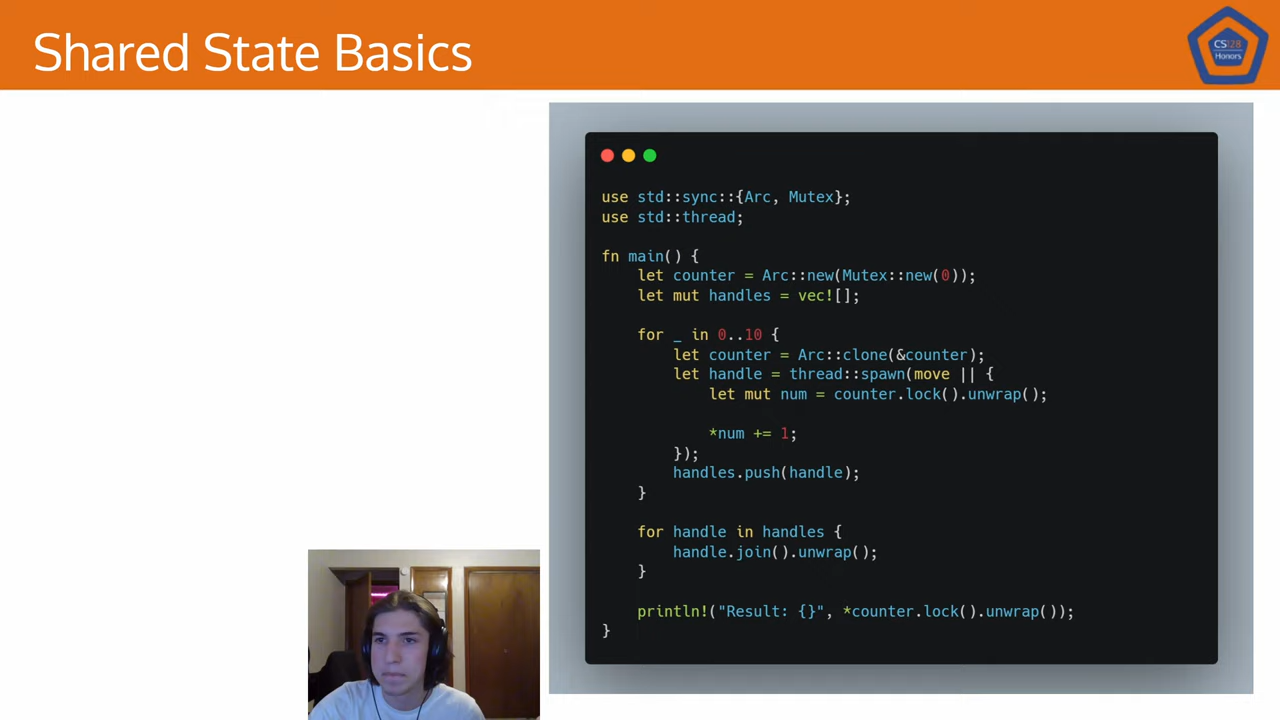 Shared State Basics
CS128
Honors
use std::sync::{Arc, Mutex};
use std::thread;
fn main() {
    let counter = Arc::new(Mutex::new(0));
    let mut handles = vec![];
    for _ in 0..10 {
        let counter = Arc::clone(&counter);
        let handle = thread::spawn(move || {
            let mut num = counter.lock().unwrap();
            *num += 1;
        });
        handles.push(handle);
    }
    for handle in handles {
        handle.join().unwrap();
    }
    println!("Result: {}", *counter.lock().unwrap());
}